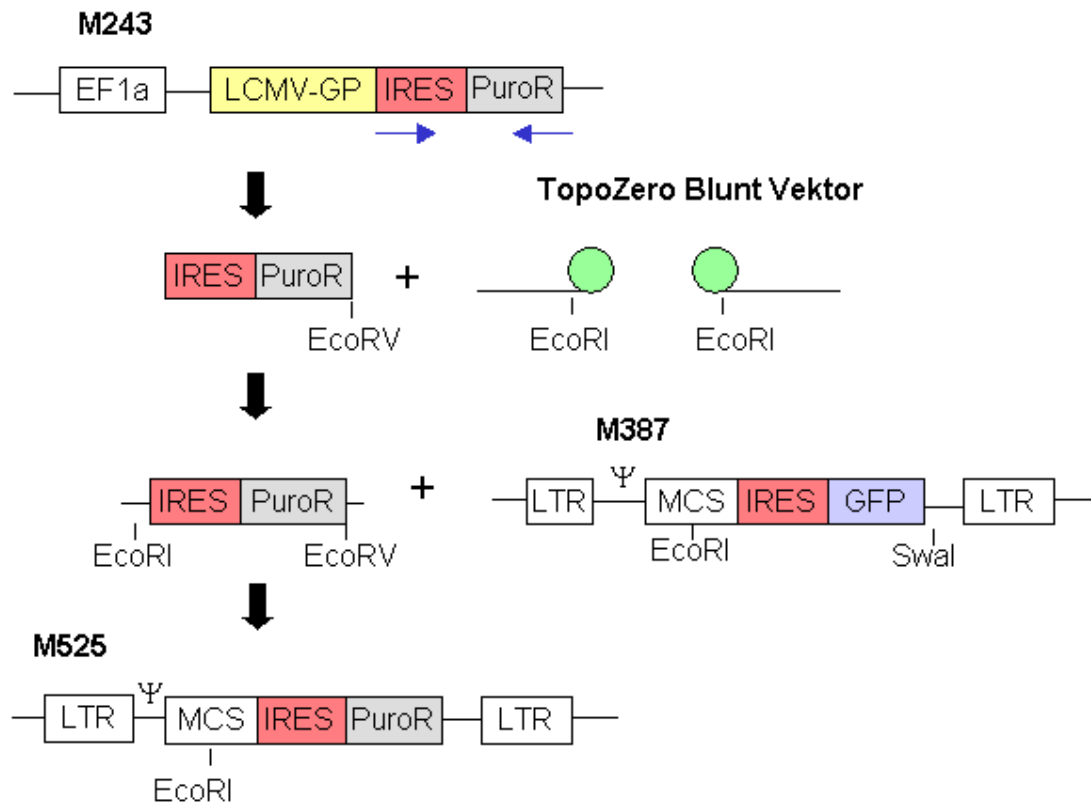 M243
EF1a LCMV-GP IRES PuroR
TopoZero Blunt Vektor
IRES PuroR +
EcoRV EcoRI EcoRI
M387
Ψ
IRES PuroR + LTR MCS IRES GFP LTR
EcoRI EcoRV EcoRI SwaI
M525
Ψ
LTR MCS IRES PuroR LTR
EcoRI